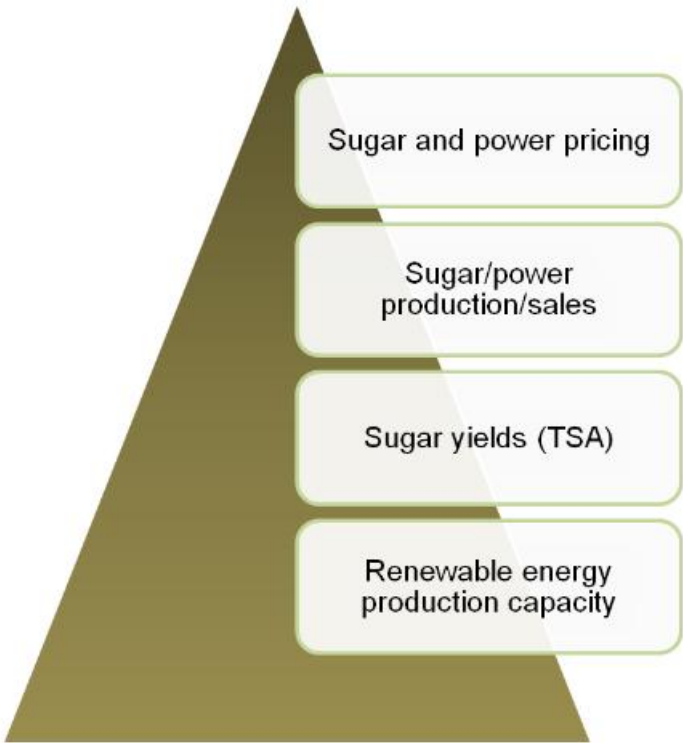 Sugar and power pricing
Sugar/power
production/sales
Sugar yields (TSA)
Renewable energy
production capacity